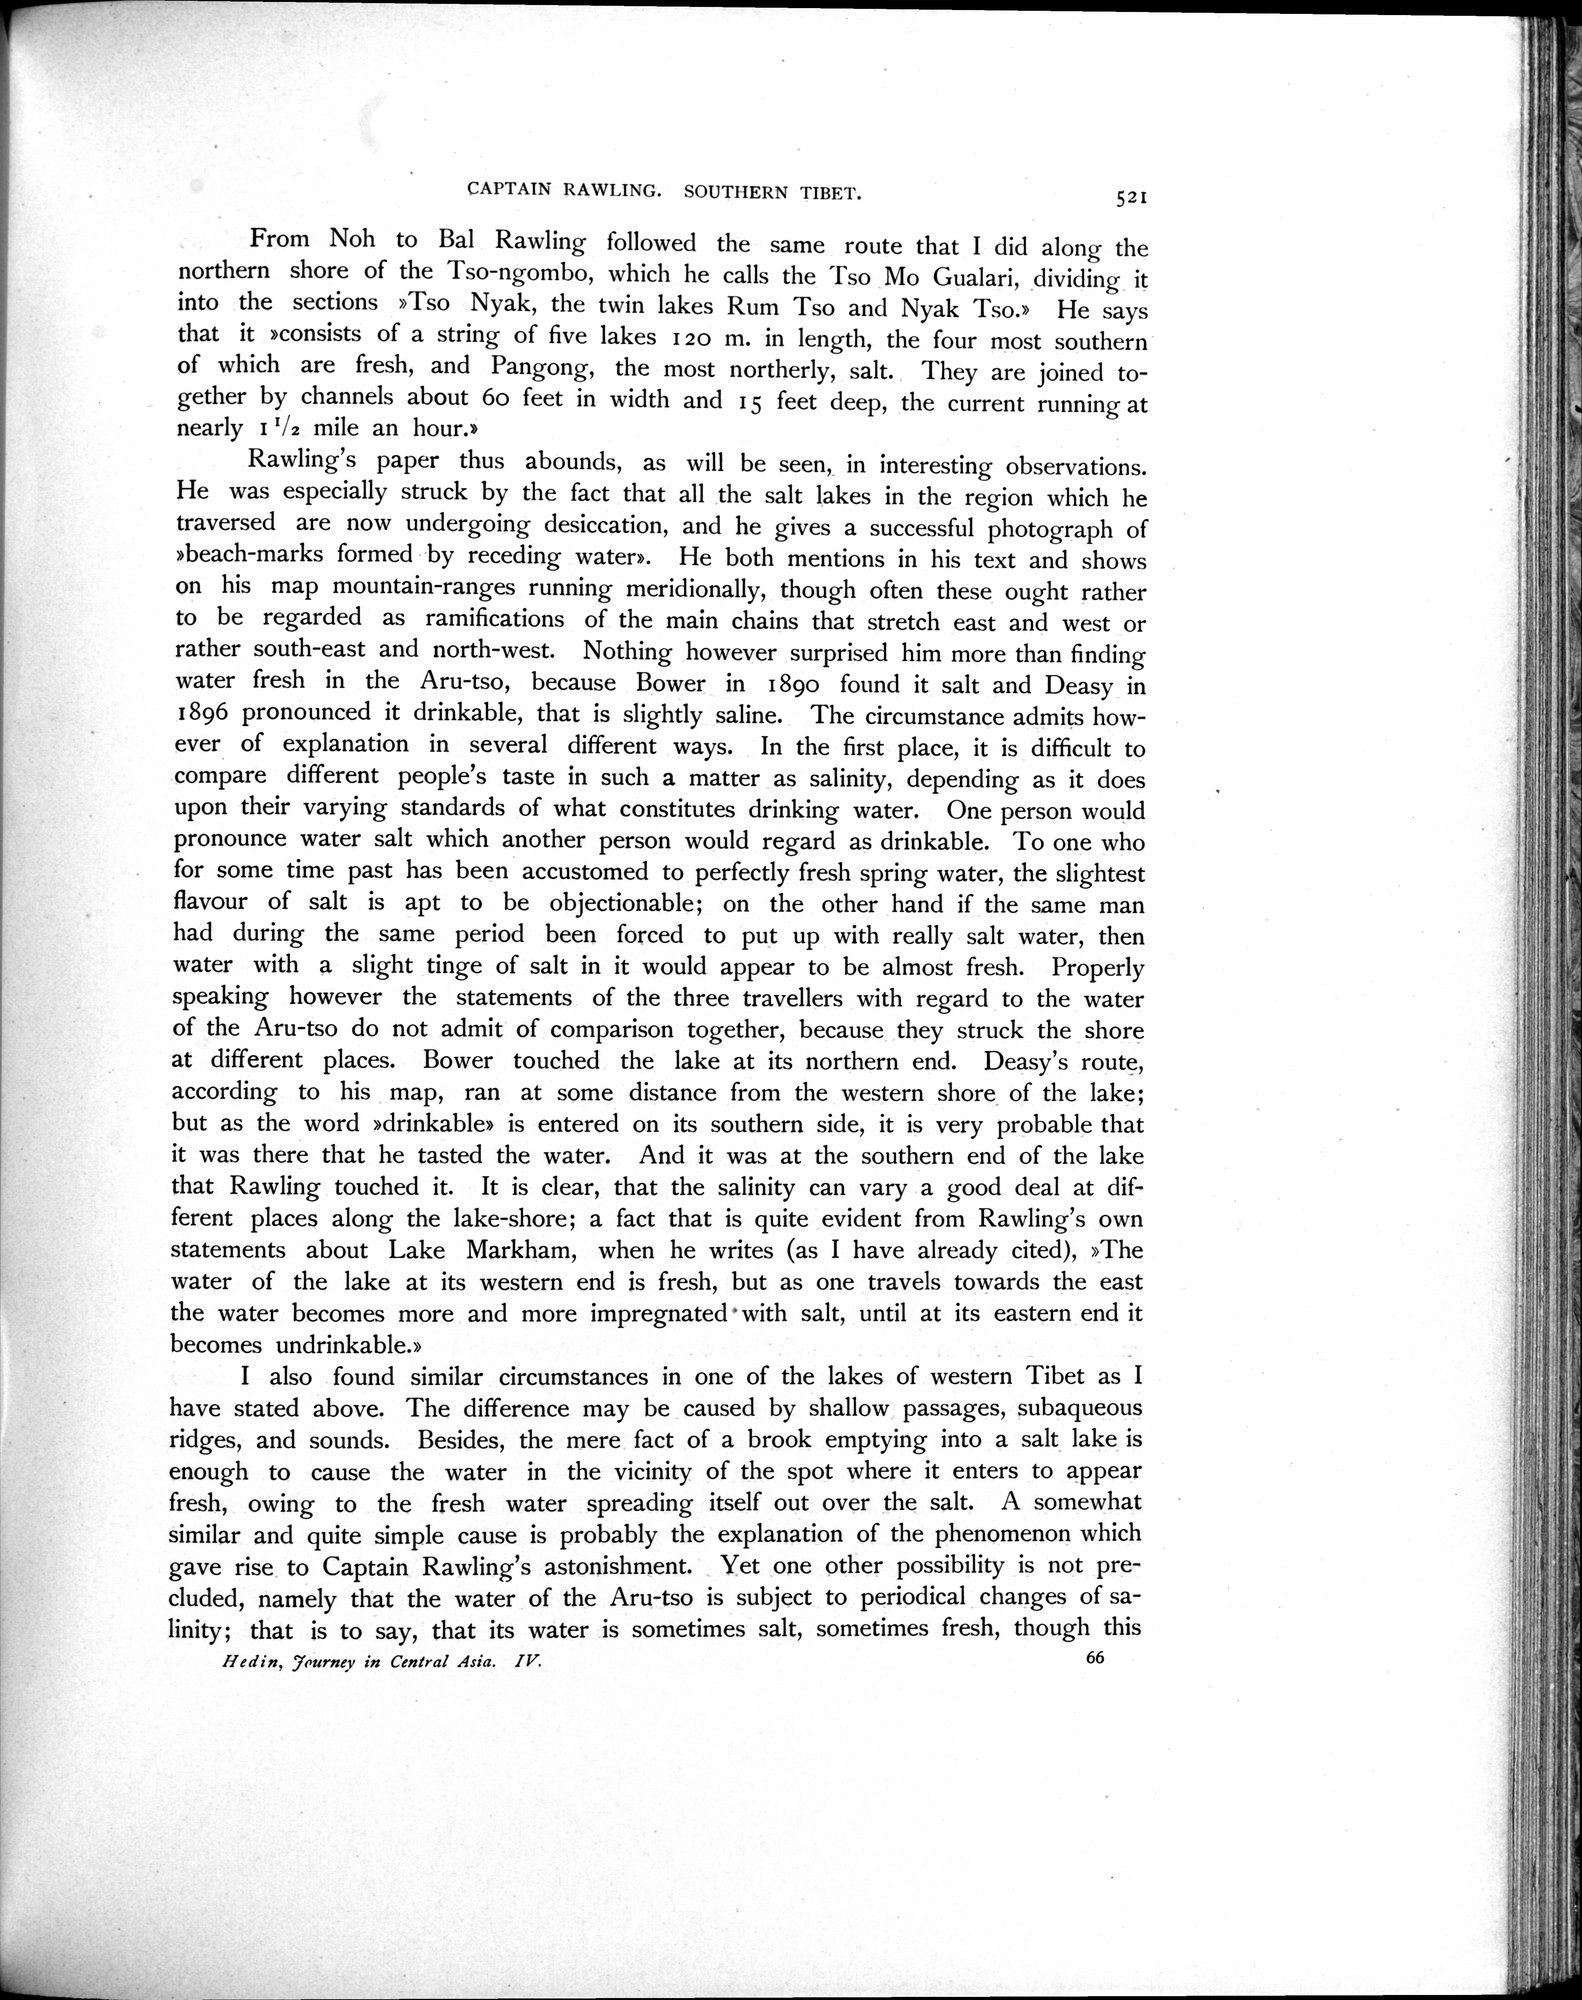 CAPTAIN RAWLING. SOUTHERN TIBET. 521
From Noh to Bal Rawling followed the same route that I did along the
northern shore of the Tso-ngombo, which he calls the Tso Mo Gualari, dividing it
into the sections »Tso Nyak, the twin lakes Rum Tso and Nyak Tso.» He says
that it »consists of a string of five lakes 120 m. in length, the four most southern
of which are fresh, and Pangong, the most northerly, salt. They are joined to-
gether by channels about 60 feet in width and 15 feet deep, the current running at
nearly 1 1/2 mile an hour.»
Rawling's paper thus abounds, as will be seen, in interesting observations.
He was especially struck by the fact that all the salt lakes in the region which he
traversed are now undergoing desiccation, and he gives a successful photograph of
»beach-marks formed by receding water». He both mentions in his text and shows
on his map mountain-ranges running meridionally, though often these ought rather
to be regarded as ramifications of the main chains that stretch east and west or
rather south-east and north-west. Nothing however surprised him more than finding
water fresh in the Aru-tso, because Bower in 1890 found it salt and Deasy in
1896 pronounced it drinkable, that is slightly saline. The circumstance admits how-
ever of explanation in several different ways. In the first place, it is difficult to
compare different people's taste in such a matter as salinity, depending as it does
upon their varying standards of what constitutes drinking water. One person would
pronounce water salt which another person would regard as drinkable. To one who
for some time past has been accustomed to perfectly fresh spring water, the slightest
flavour of salt is apt to be objectionable; on the other hand if the same man
had during the same period been forced to put up with really salt water, then
water with a slight tinge of salt in it would appear to be almost fresh. Properly
speaking however the statements of the three travellers with regard to the water
of the Aru-tso do not admit of comparison together, because they struck the shore
at different places. Bower touched the lake at its northern end. Deasy's route,
according to his map, ran at some distance from the western shore of the lake;
but as the word »drinkable» is entered on its southern side, it is very probable that
it was there that he tasted the water. And it was at the southern end of the lake
that Rawling touched it. It is clear, that the salinity can vary a good deal at dif-
ferent places along the lake-shore; a fact that is quite evident from Rawling's own
statements about Lake Markham, when he writes (as I have already cited), »The
water of the lake at its western end is fresh, but as one travels towards the east
the water becomes more and more impregnated with salt, until at its eastern end it
becomes undrinkable.»
I also found similar circumstances in one of the lakes of western Tibet as I
have stated above. The difference may be caused by shallow passages, subaqueous
ridges, and sounds. Besides, the mere fact of a brook emptying into a salt lake is
enough to cause the water in the vicinity of the spot where it enters to appear
fresh, owing to the fresh water spreading itself out over the salt. A somewhat
similar and quite simple cause is probably the explanation of the phenomenon which
gave rise to Captain Rawling's astonishment. Yet one other possibility is not pre-
cluded, namely that the water of the Aru-tso is subject to periodical changes of sa-
linity; that is to say, that its water is sometimes salt, sometimes fresh, though this
Hedin, Journey in Central Asia. IV. 66